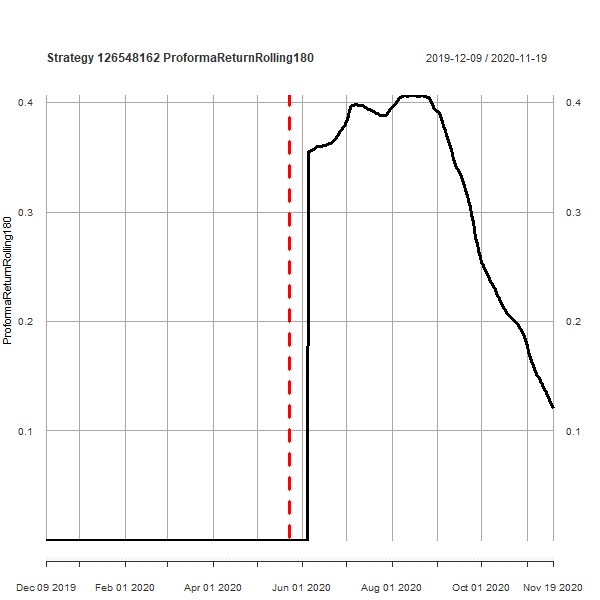 Strategy 126548162 ProformaReturnRolling180
2019-12-09 / 2020-11-19
ProformaReturnRolling180
0.4
0.4
0.3
0.3
0.2
0.2
0.1
0.1
Dec 09 2019
Feb 01 2020
Apr 01 2020
Jun 01 2020
Aug 01 2020
Oct 01 2020
Nov 19 2020